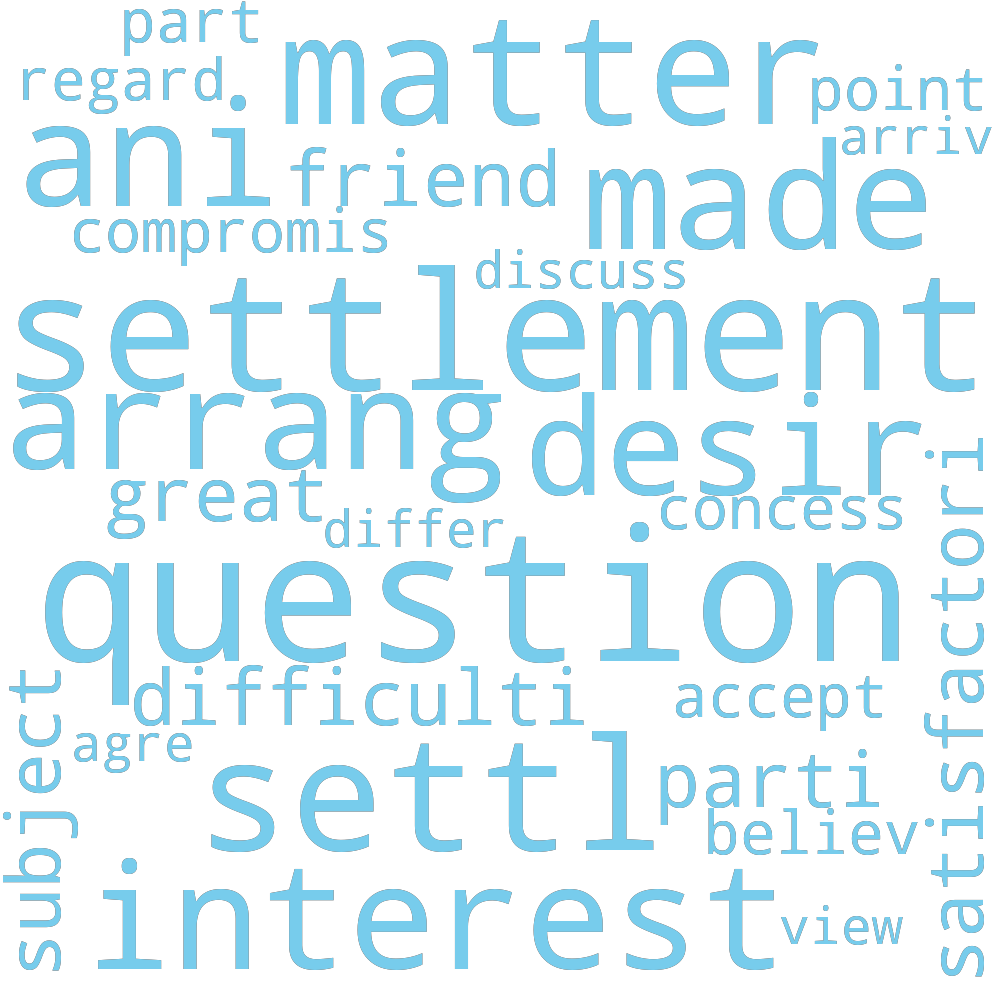 part
matter
regard
point
ani
arriv
friend
made
compromis
discuss
settlement
arrang
desir
great
concess
differ
question
satisfactori
difficulti
accept
subject
agre
settl
parti
believ
interest
view